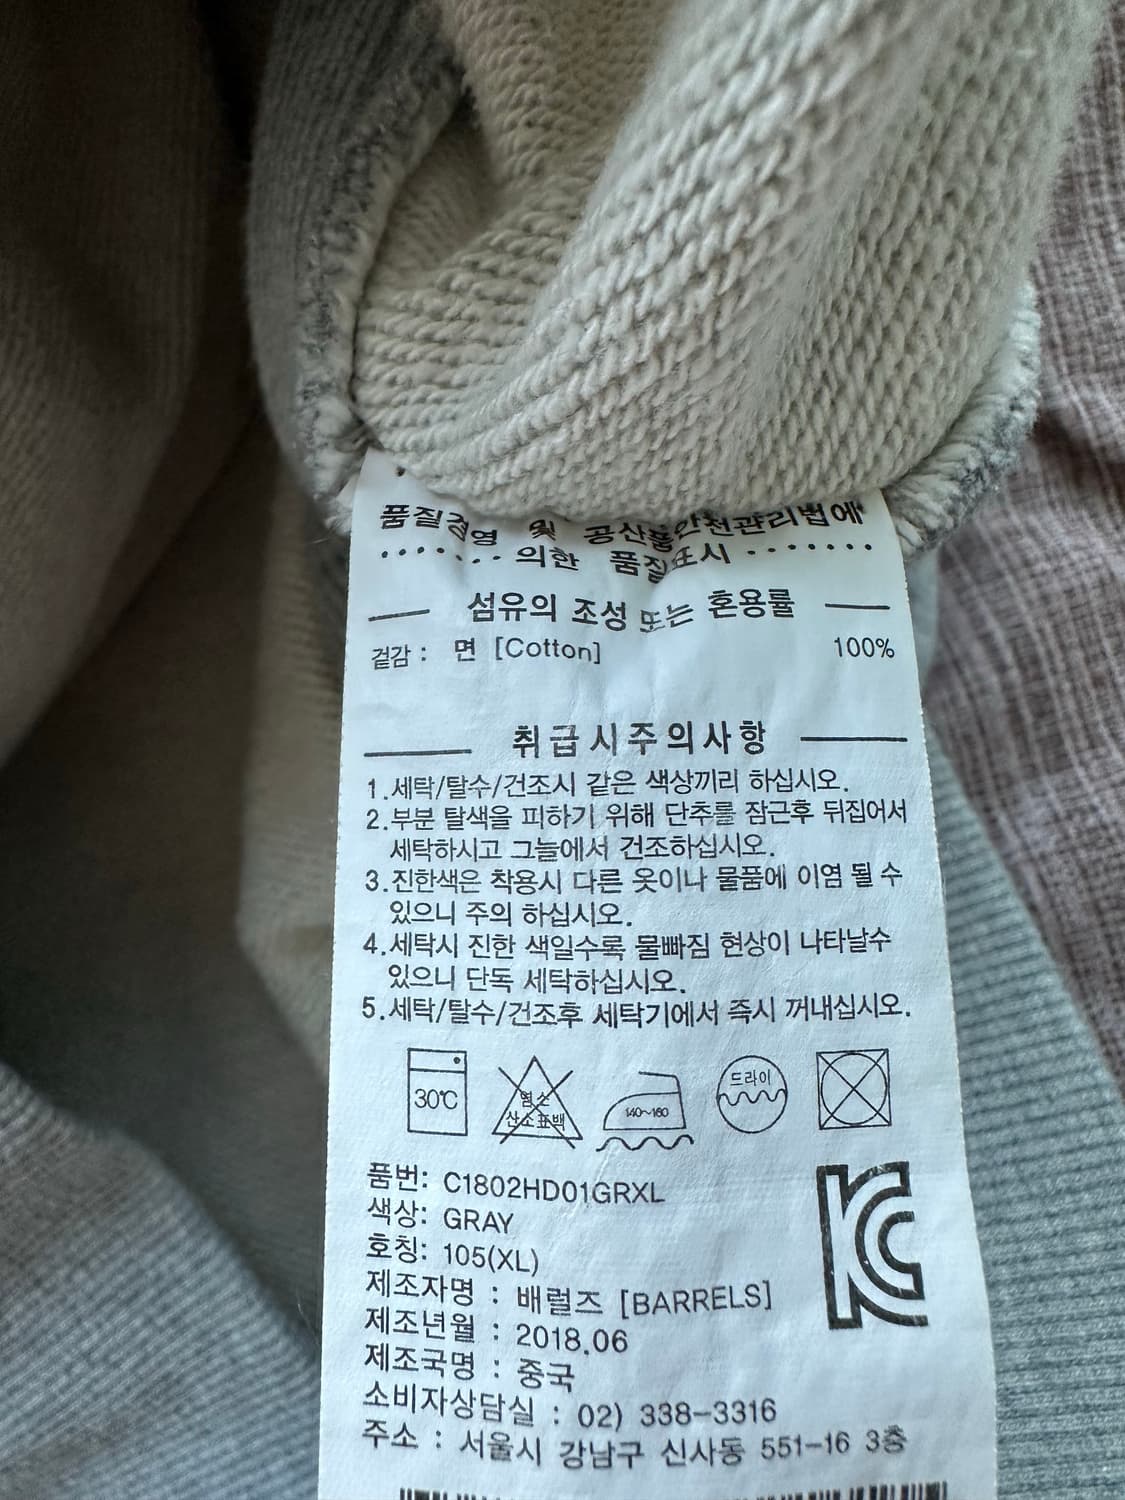 품질경영 및 공산품안전관리법에
의한 품질표시
섬유의 조성 또는 혼용률
겉감 : 면 [Cotton] 100%
취급시주의사항
1.세탁/탈수/건조시 같은 색상끼리 하십시오.
2.부분 탈색을 피하기 위해 단추를 잠근후 뒤집어서
세탁하시고 그늘에서 건조하십시오.
3.진한색은 착용시 다른 옷이나 물품에 이염 될 수
있으니 주의 하십시오.
4.세탁시 진한 색일수록 물빠짐 현상이 나타날수
있으니 단독 세탁하십시오.
5.세탁/탈수/건조후 세탁기에서 즉시 꺼내십시오.
30℃
염소
산소표백
140~160
드라이
품번: C1802HD01GRXL
색상: GRAY
호칭: 105(XL)
제조자명 : 배럴즈 [BARRELS]
제조년월 : 2018.06
제조국명 : 중국
소비자상담실 : 02) 338-3316
주소 : 서울시 강남구 신사동 551-16 3층
KC